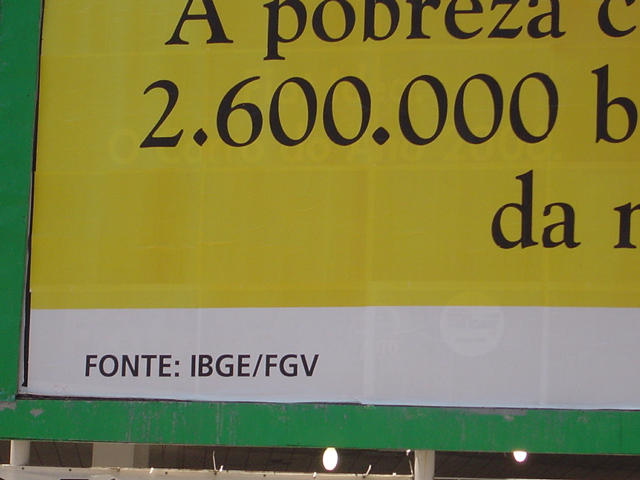 A pobreza c
2.600.000 b
da r
FONTE: IBGE/FGV